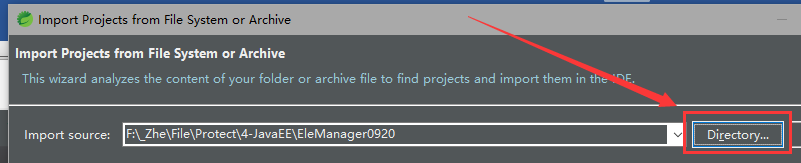 Import Projects from File System or Archive
Import Projects from File System or Archive
This wizard analyzes the content of your folder or archive file to find projects and import them in the IDE.
Import source: F:\_Zhe\File\Protect\4-JavaEE\EleManager0920 Directory...